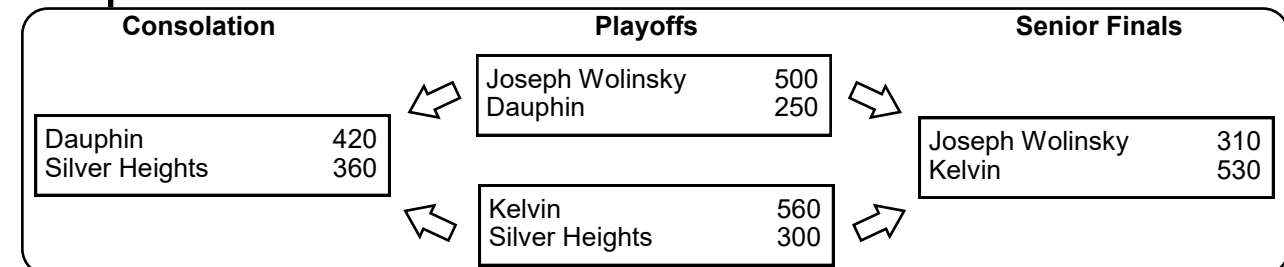 Consolation Playoffs Senior Finals
Joseph Wolinsky 500
Dauphin 250
Dauphin 420
Silver Heights 360
Joseph Wolinsky 310
Kelvin 530
Kelvin 560
Silver Heights 300